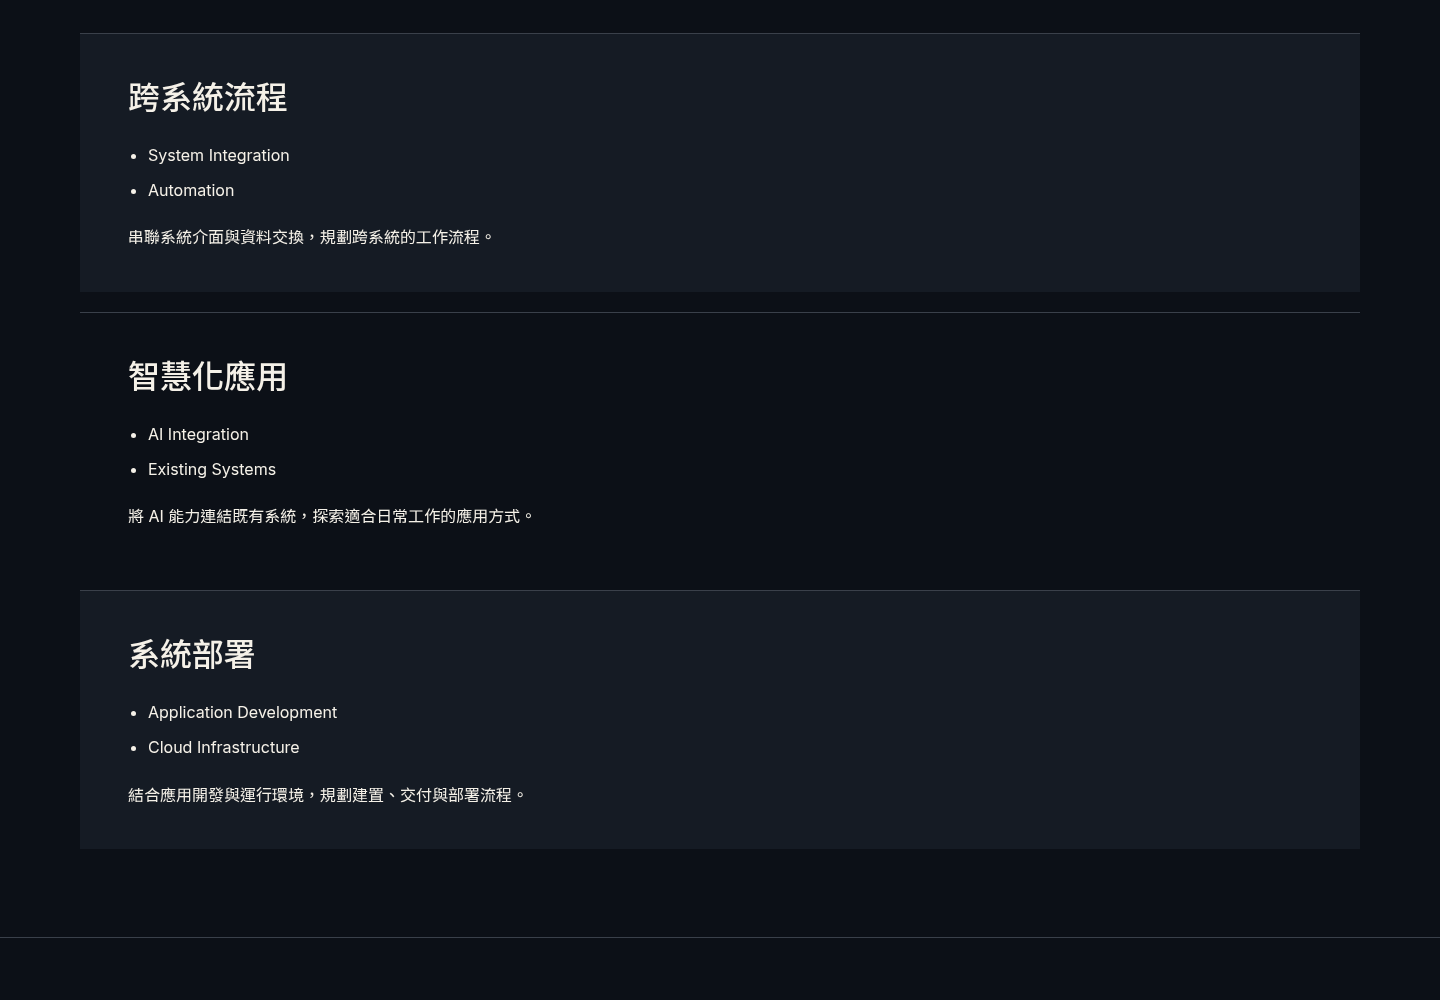 跨系統流程
System Integration
Automation
串聯系統介面與資料交換，規劃跨系統的工作流程。
智慧化應用
AI Integration
Existing Systems
將 AI 能力連結既有系統，探索適合日常工作的應用方式。
系統部署
Application Development
Cloud Infrastructure
結合應用開發與運行環境，規劃建置、交付與部署流程。